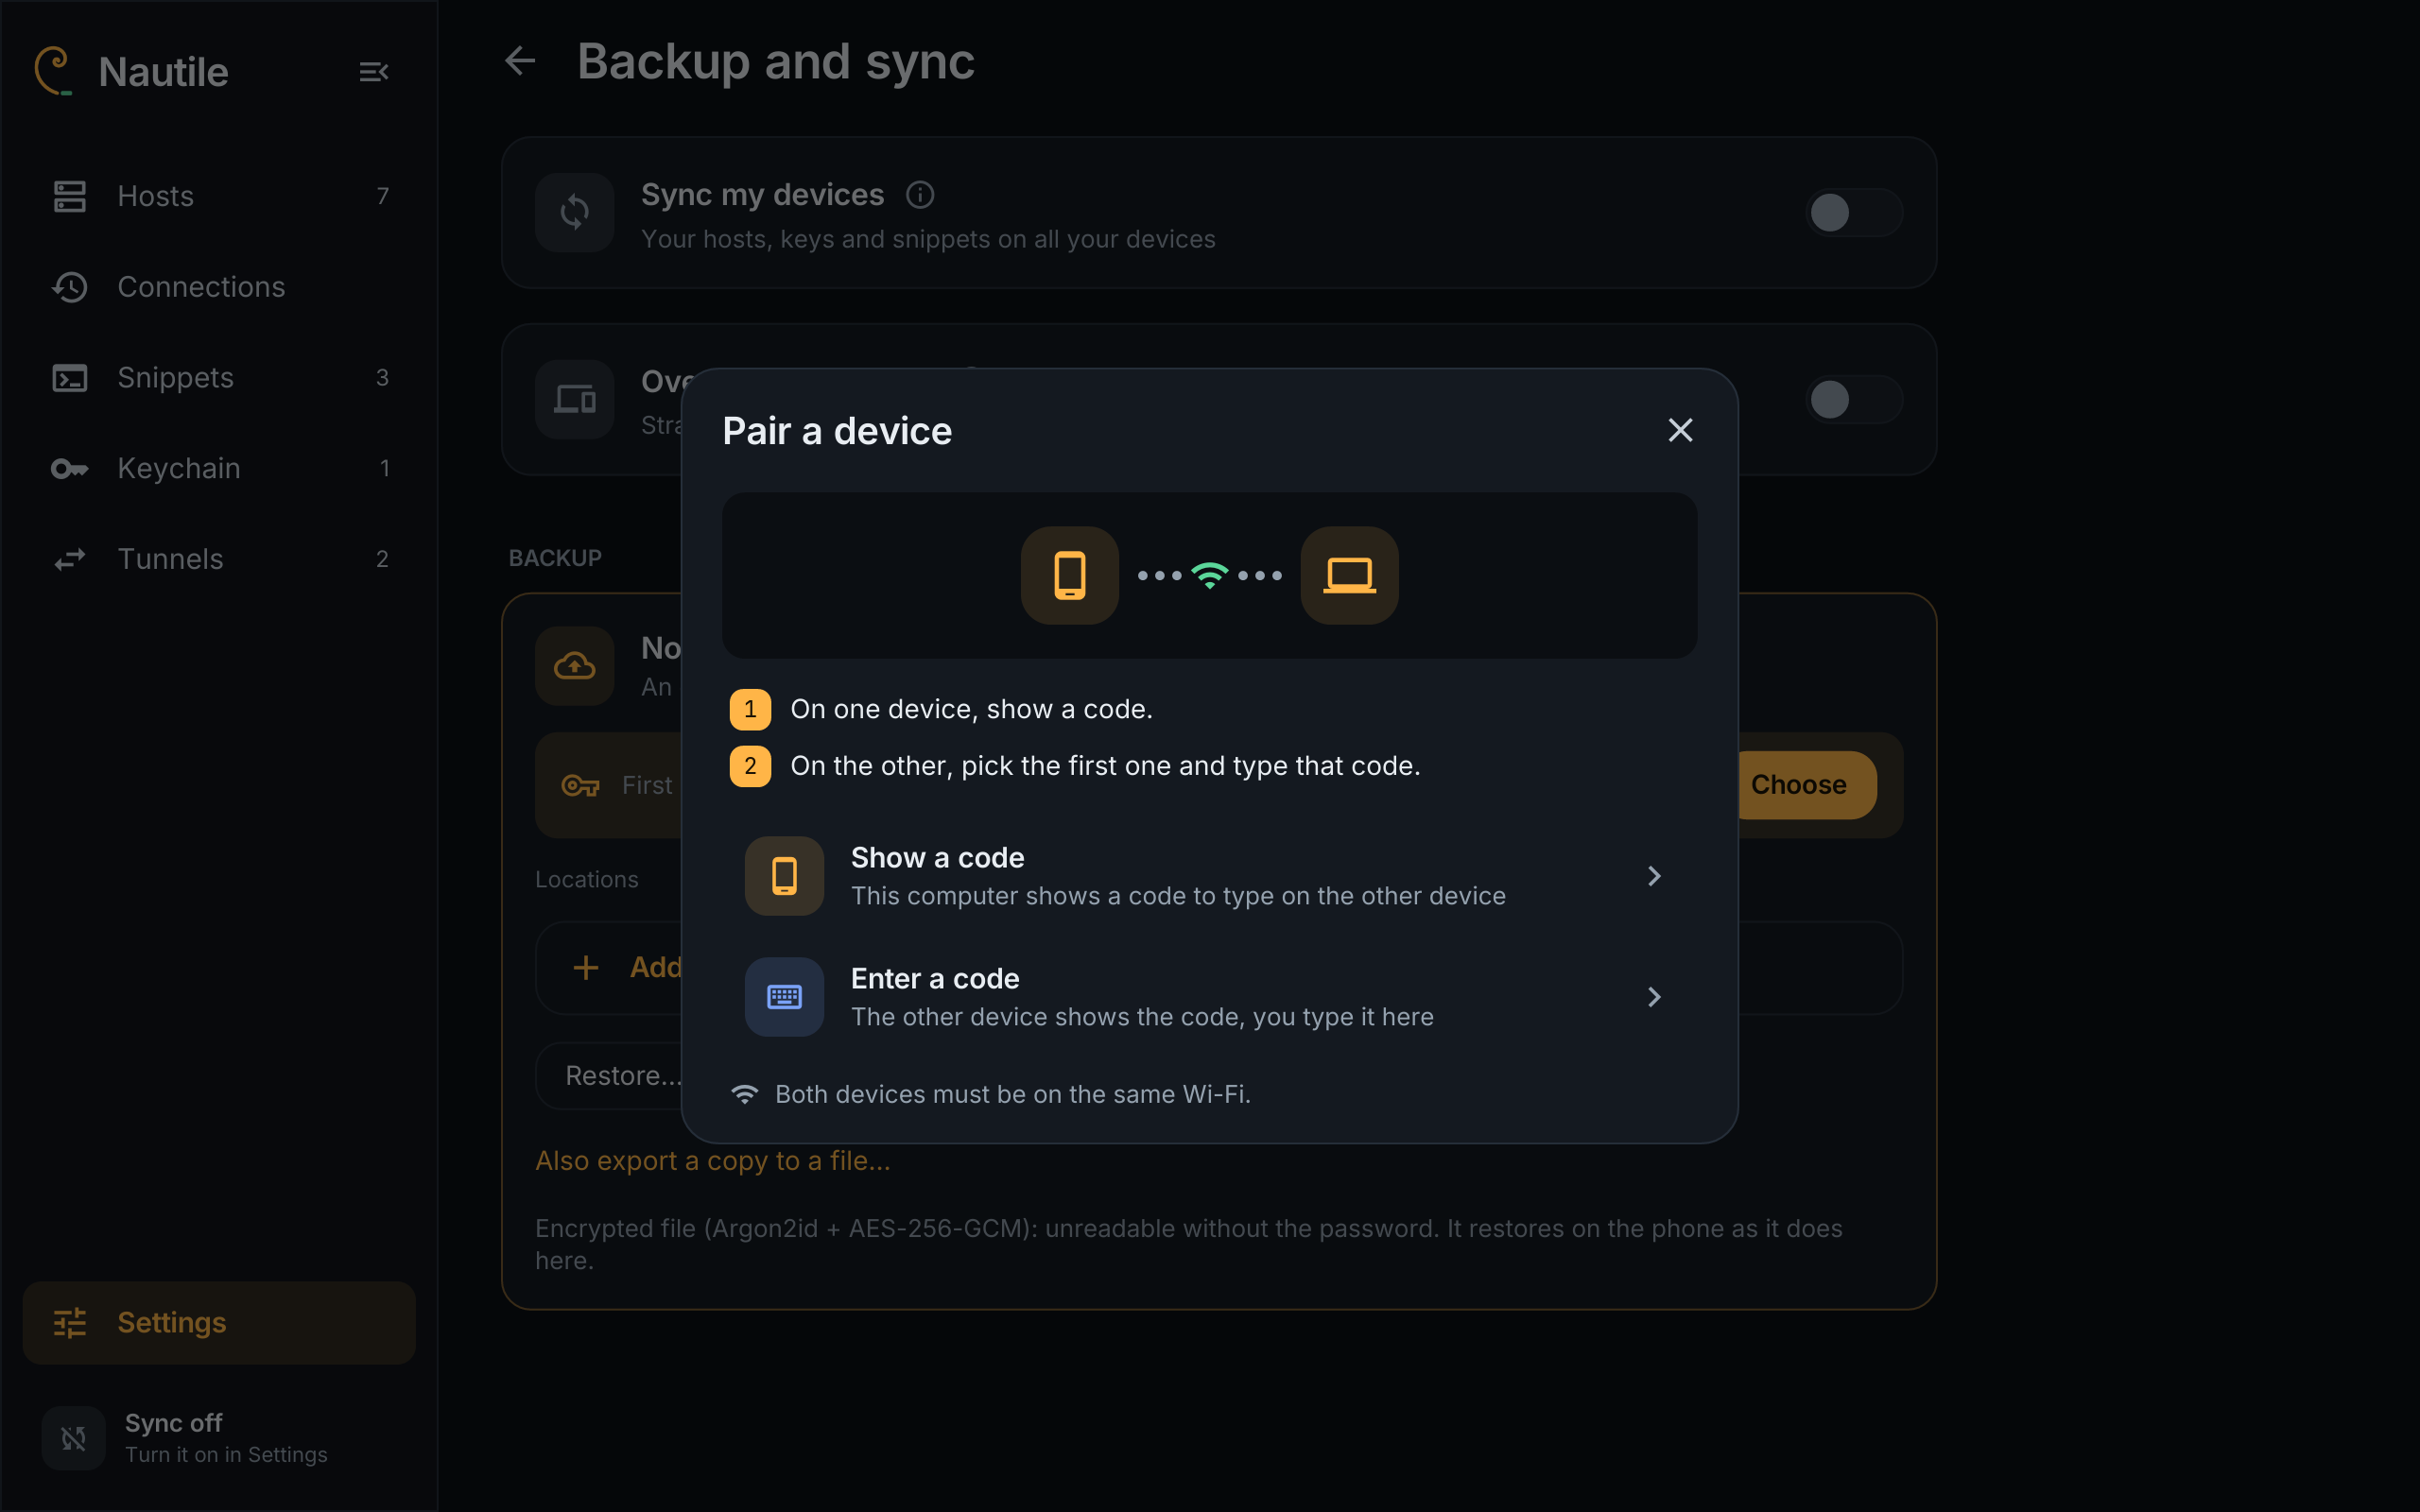 Nautile
Hosts 7
Connections
Snippets 3
Keychain 1
Tunnels 2
Settings
Sync off
Turn it on in Settings
Backup and sync
Sync my devices
Your hosts, keys and snippets on all your devices
BACKUP
No
An
First
Choose
Locations
Add
Restore...
Also export a copy to a file...
Encrypted file (Argon2id + AES-256-GCM): unreadable without the password. It restores on the phone as it does
here.
Pair a device
1 On one device, show a code.
2 On the other, pick the first one and type that code.
Show a code
This computer shows a code to type on the other device
Enter a code
The other device shows the code, you type it here
Both devices must be on the same Wi-Fi.